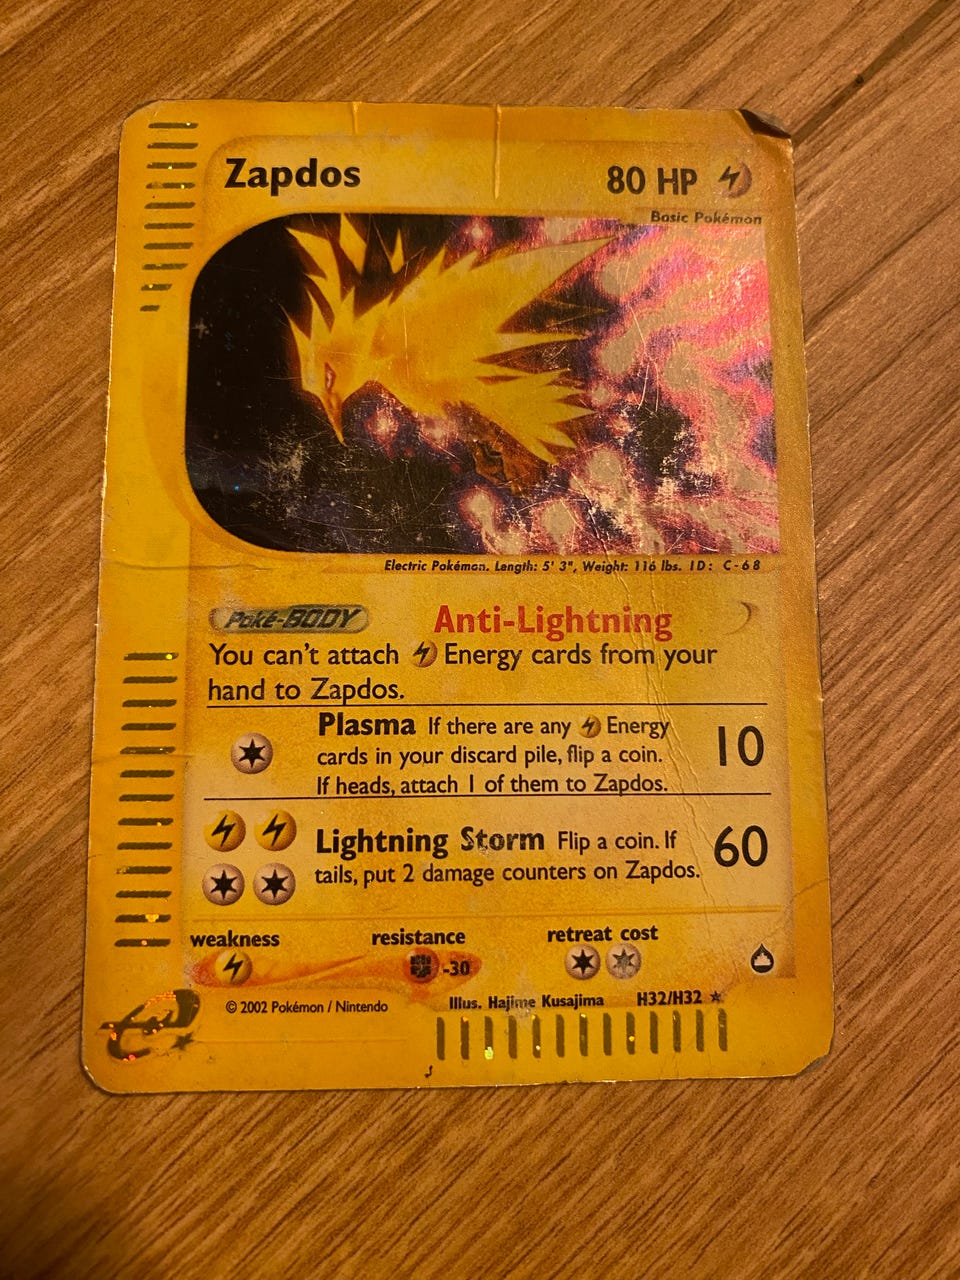 Zapdos 80 HP
Basic Pokémon
Electric Pokémon. Length: 5' 3", Weight: 116 lbs. ID: C-68
Poké-BODY Anti-Lightning
You can't attach Energy cards from your
hand to Zapdos.
Plasma If there are any Energy
cards in your discard pile, flip a coin.
If heads, attach 1 of them to Zapdos.
10
Lightning Storm Flip a coin. If
tails, put 2 damage counters on Zapdos.
60
weakness resistance retreat cost
-30
© 2002 Pokémon / Nintendo Illus. Hajime Kusajima H32/H32
e